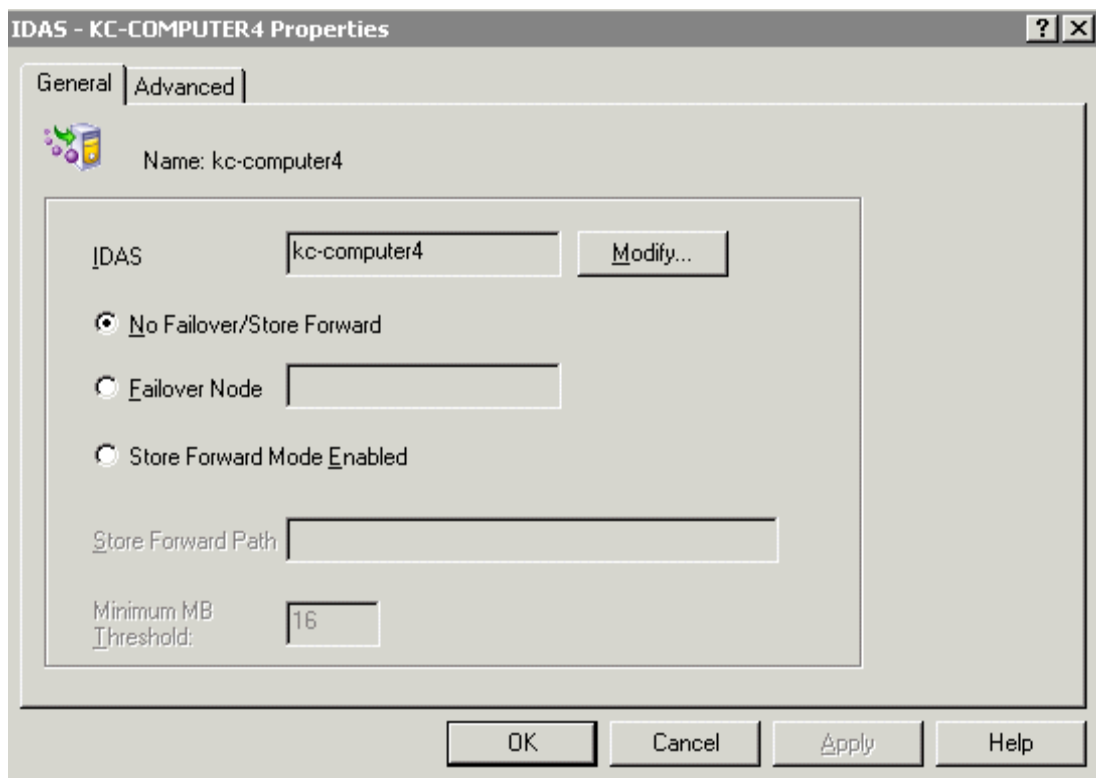 IDAS - KC-COMPUTER4 Properties
? X
General Advanced
Name: kc-computer4
IDAS kc-computer4 Modify...
No Failover/Store Forward
Failover Node
Store Forward Mode Enabled
Store Forward Path
Minimum MB
Threshold: 16
OK Cancel Apply Help